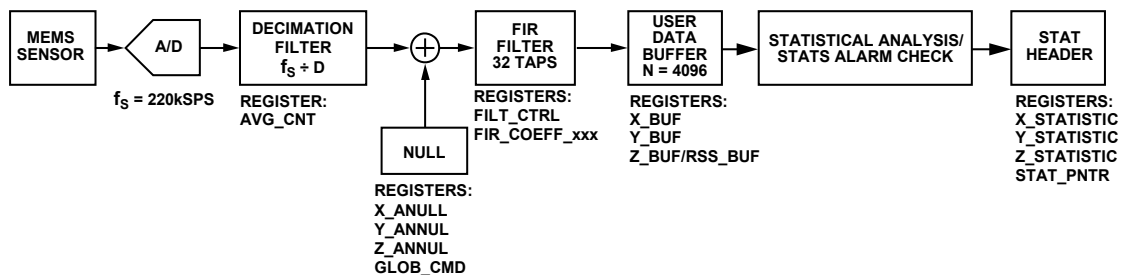 MEMS
SENSOR
A/D
fS = 220kSPS
DECIMATION
FILTER
fS ÷ D
REGISTER:
AVG_CNT
NULL
REGISTERS:
X_ANULL
Y_ANNUL
Z_ANNUL
GLOB_CMD
FIR
FILTER
32 TAPS
REGISTERS:
FILT_CTRL
FIR_COEFF_xxx
USER
DATA
BUFFER
N = 4096
REGISTERS:
X_BUF
Y_BUF
Z_BUF/RSS_BUF
STATISTICAL ANALYSIS/
STATS ALARM CHECK
STAT
HEADER
REGISTERS:
X_STATISTIC
Y_STATISTIC
Z_STATISTIC
STAT_PNTR